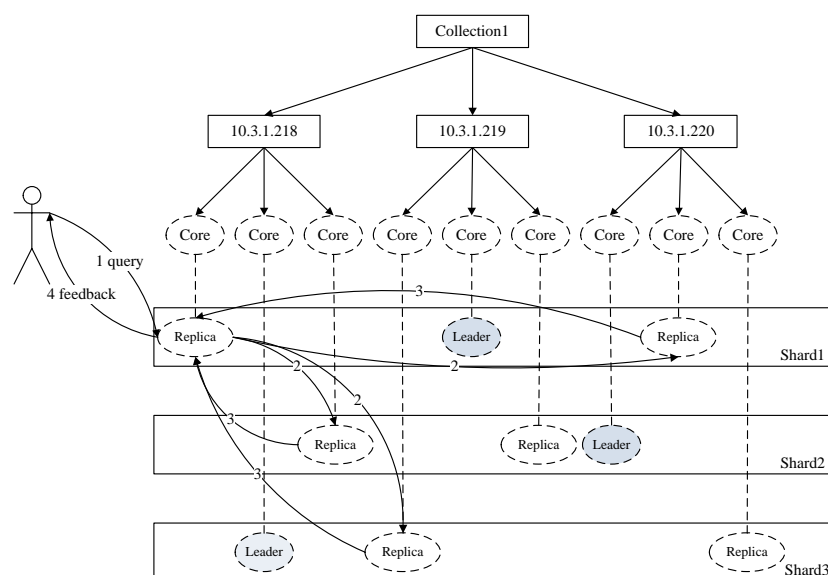 Collection1
10.3.1.218
10.3.1.219
10.3.1.220
Core
Core
Core
Core
Core
Core
Core
Core
Core
1 query
4 feedback
3
Replica
Leader
Replica
Shard1
2
2
2
3
Replica
Replica
Leader
Shard2
3
Leader
Replica
Replica
Shard3